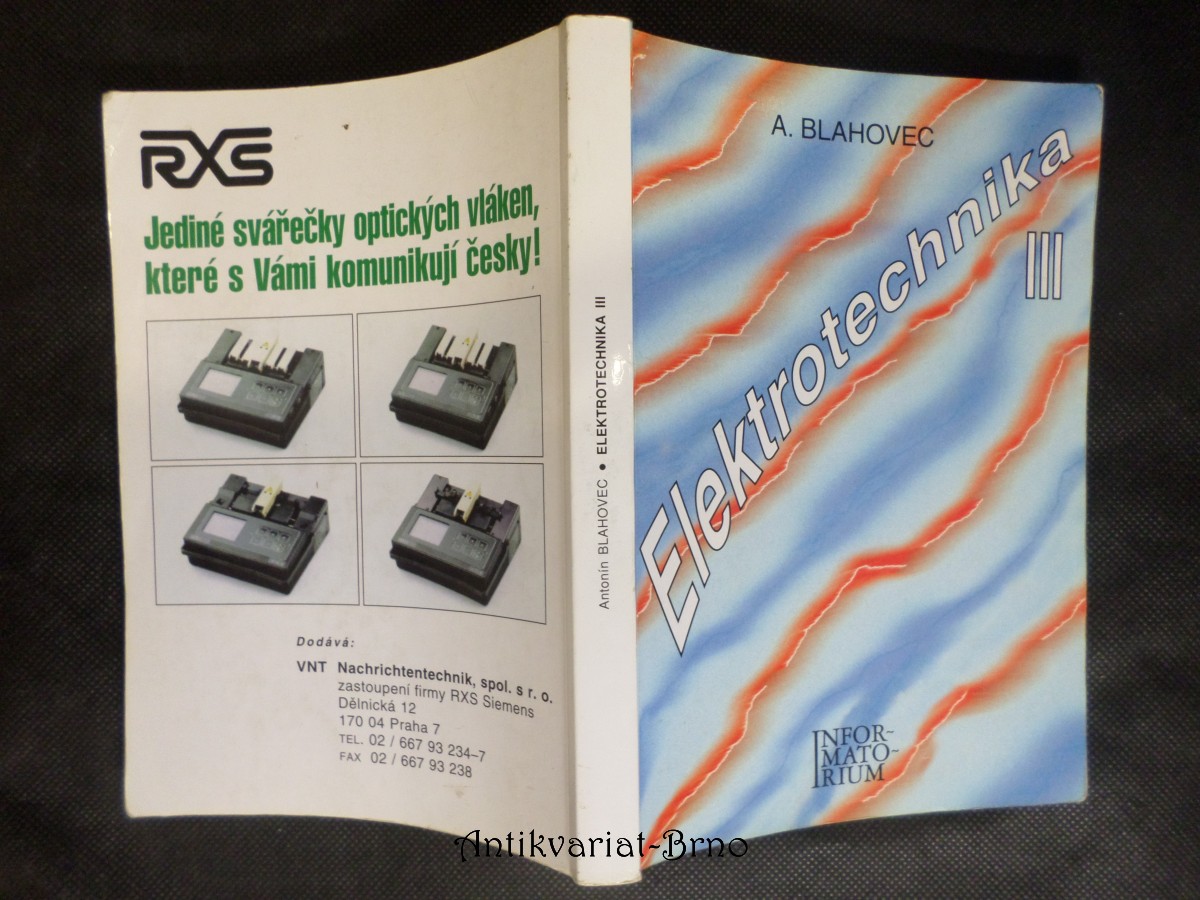 RXS
Jediné svářečky optických vláken,
které s Vámi komunikují česky!
Dodává:
VNT Nachrichtentechnik, spol. s r. o.
zastoupení firmy RXS Siemens
Dělnická 12
170 04 Praha 7
TEL. 02 / 667 93 234–7
FAX 02 / 667 93 238
Antonín BLAHOVEC • ELEKTROTECHNIKA III
A. BLAHOVEC
Elektrotechnika
III
INFOR-
MATO-
RIUM
Antikvariat-Brno